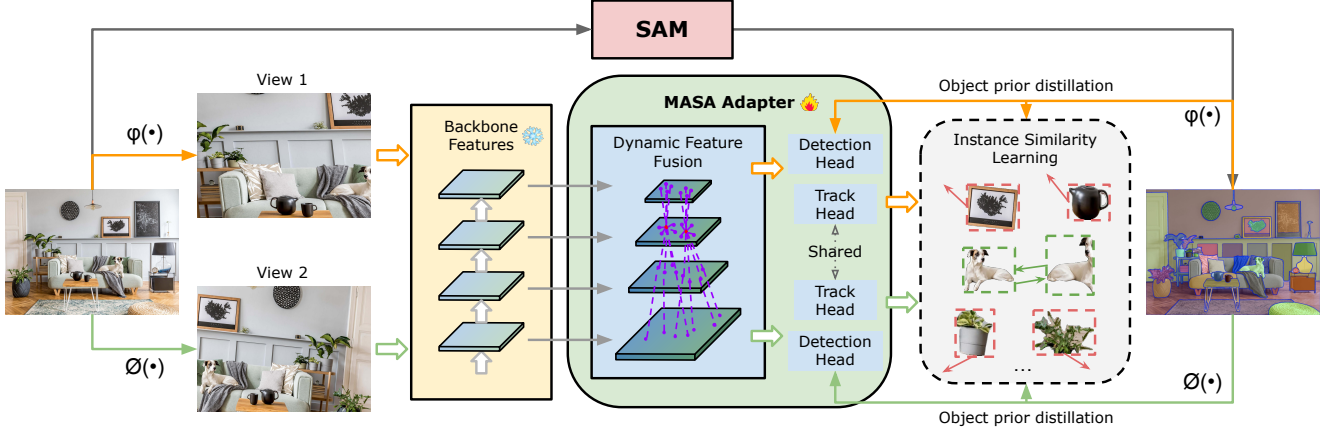 SAM
View 1
φ(•)
View 2
Ø(•)
Backbone
Features
MASA Adapter
Dynamic Feature
Fusion
Detection
Head
Track
Head
Shared
Track
Head
Detection
Head
Object prior distillation
Instance Similarity
Learning
...
Object prior distillation
φ(•)
Ø(•)